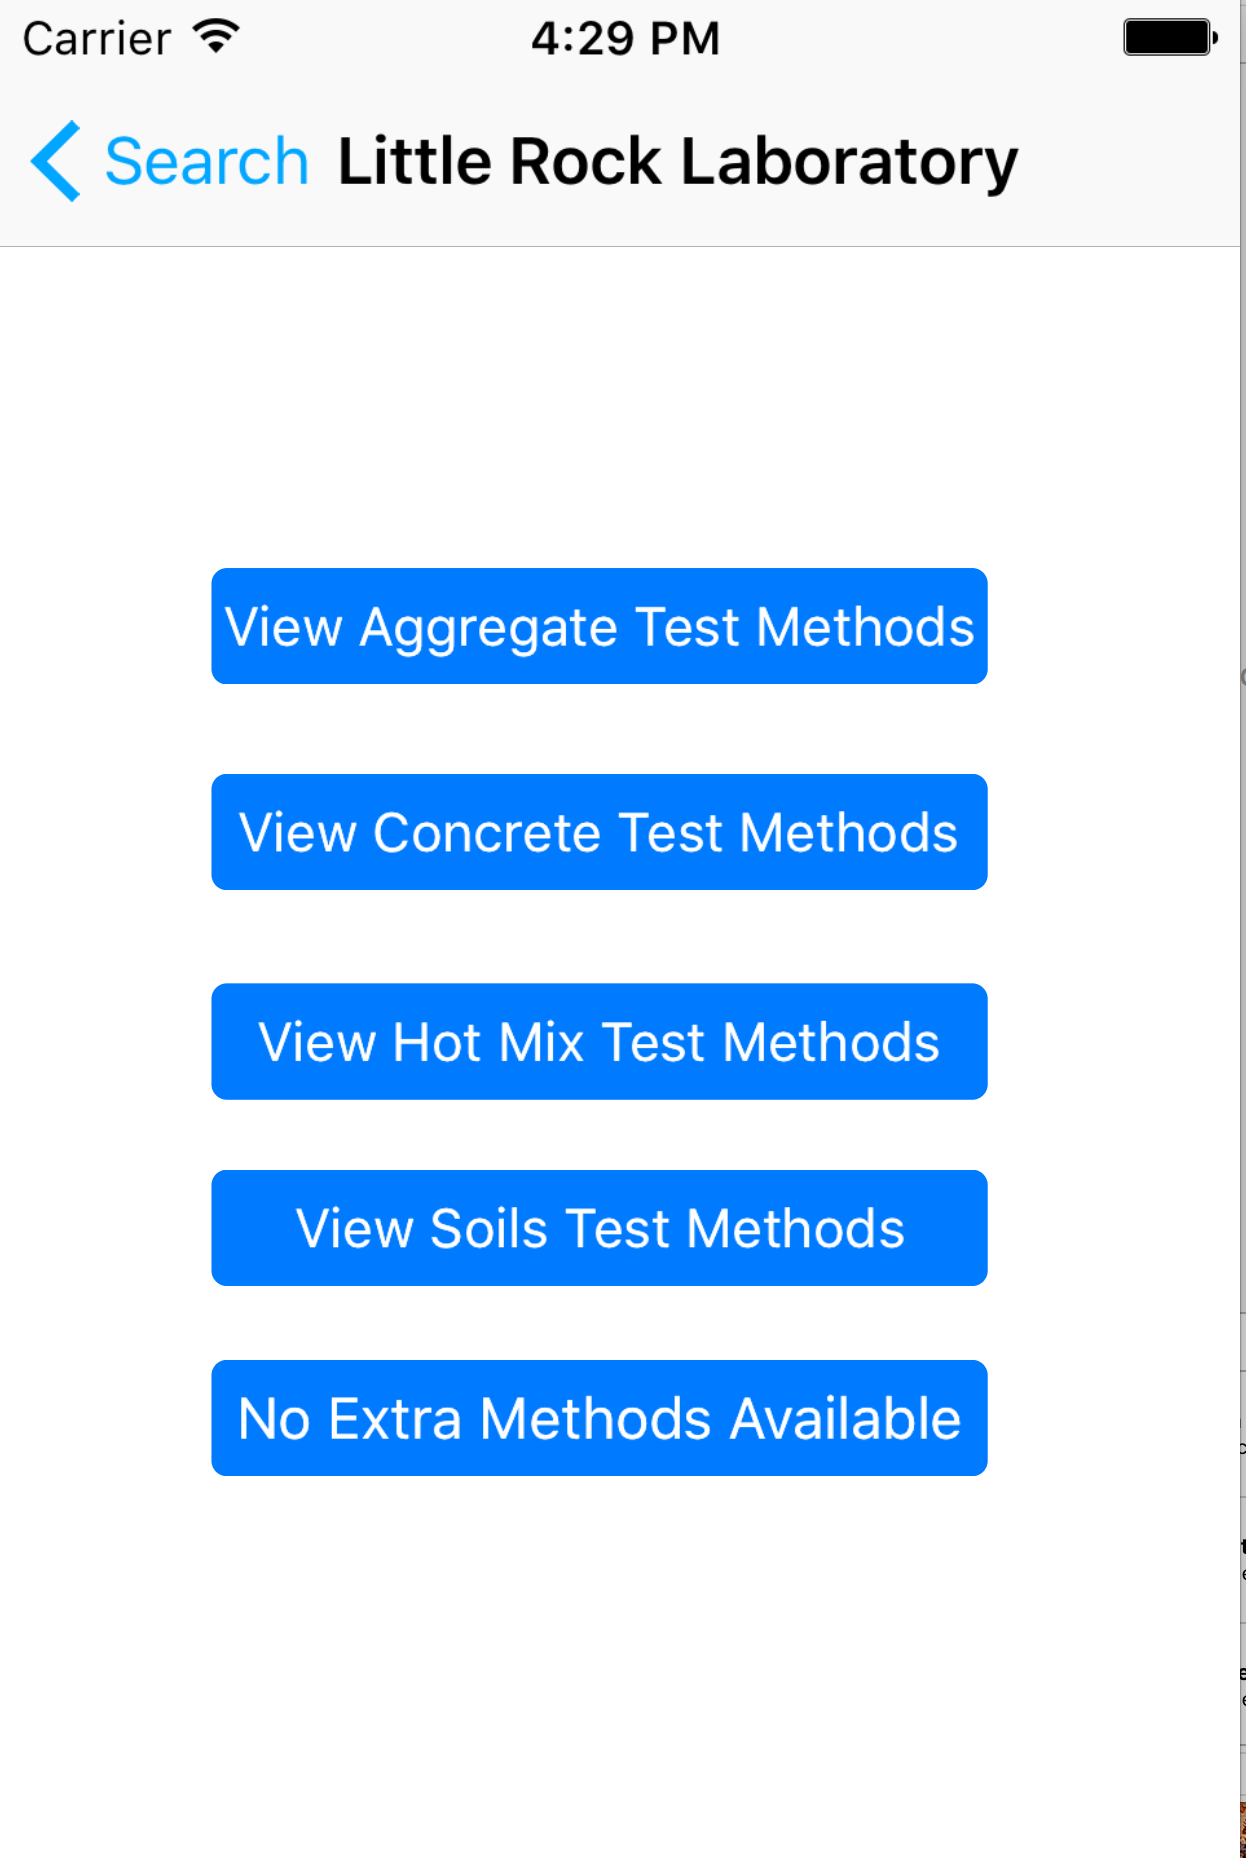 Carrier 4:29 PM
Search Little Rock Laboratory
View Aggregate Test Methods
View Concrete Test Methods
View Hot Mix Test Methods
View Soils Test Methods
No Extra Methods Available